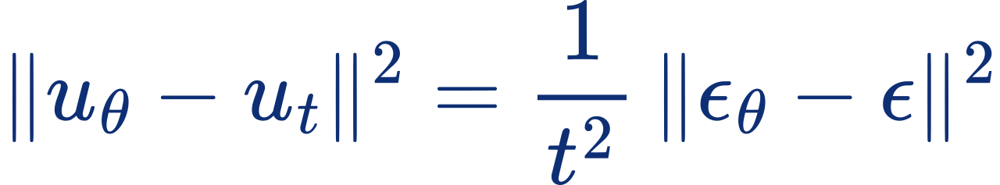 ‖u_θ − u_t‖² = 1/t² ‖ϵ_θ − ϵ‖²